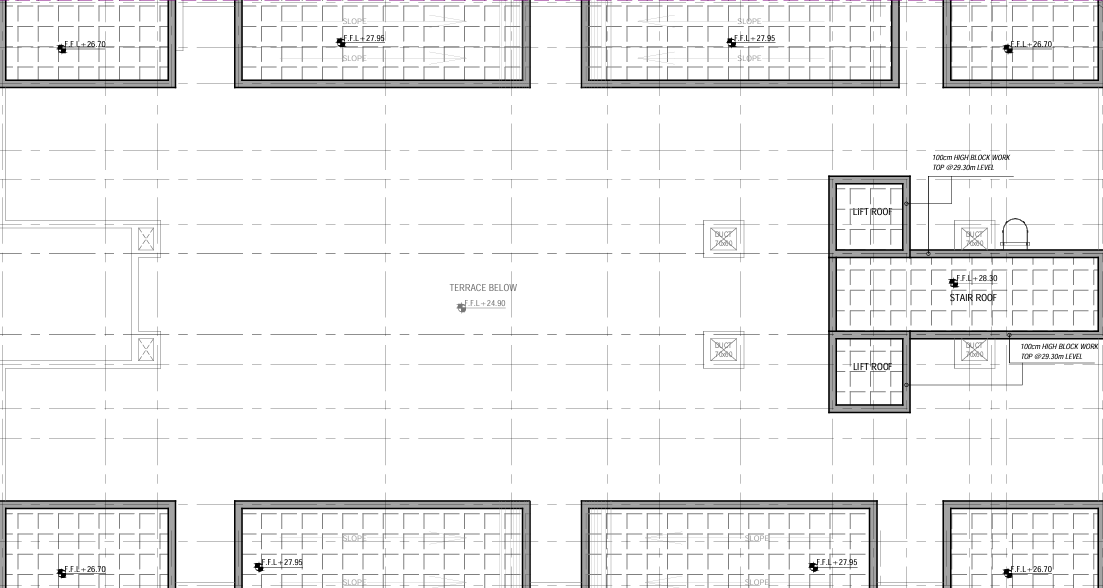 SLOPE
SLOPE
F.F.L+26.70
F.F.L+27.95
F.F.L+27.95
F.F.L+26.70
SLOPE
SLOPE
100cm HIGH BLOCK WORK
TOP @29.30m LEVEL
LIFT ROOF
DUCT
70x60
DUCT
70x60
F.F.L+28.30
TERRACE BELOW
STAIR ROOF
F.F.L+24.90
DUCT
70x60
DUCT
70x60
100cm HIGH BLOCK WORK
TOP @29.30m LEVEL
LIFT ROOF
SLOPE
SLOPE
F.F.L+26.70
F.F.L+27.95
F.F.L+27.95
F.F.L+26.70
SLOPE
SLOPE